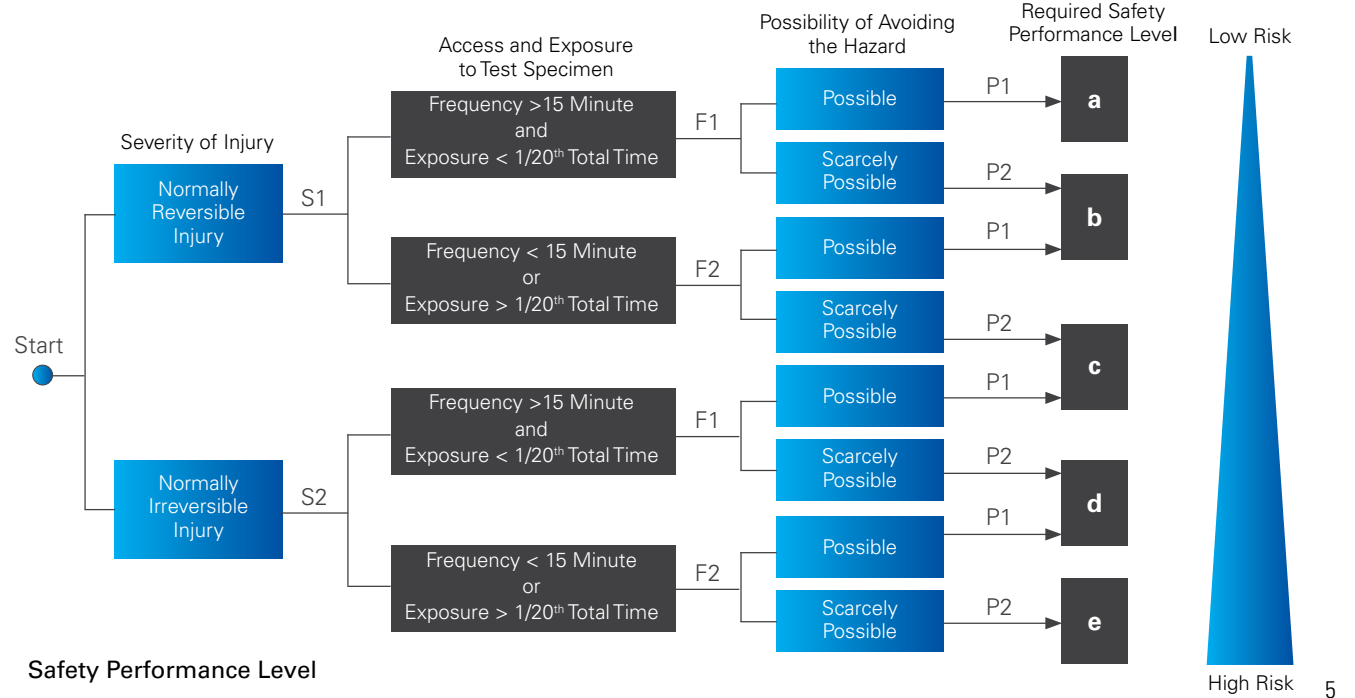 Required Safety
Performance Level
Possibility of Avoiding
the Hazard
Access and Exposure
to Test Specimen
Severity of Injury
Low Risk
Start
Normally
Reversible
Injury
S1
Frequency >15 Minute
and
Exposure < 1/20th Total Time
F1
Possible
P1
a
Scarcely
Possible
P2
b
Frequency < 15 Minute
or
Exposure > 1/20th Total Time
F2
Possible
P1
Scarcely
Possible
P2
c
Normally
Irreversible
Injury
S2
Frequency >15 Minute
and
Exposure < 1/20th Total Time
F1
Possible
P1
Scarcely
Possible
P2
d
Frequency < 15 Minute
or
Exposure > 1/20th Total Time
F2
Possible
P1
Scarcely
Possible
P2
e
Safety Performance Level
High Risk
5